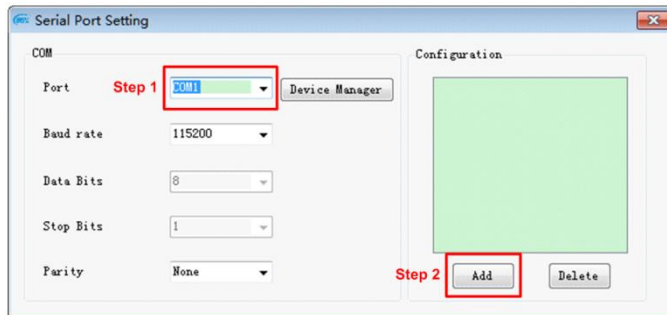 Serial Port Setting
COM
Port
Step 1
COM1
Device Manager
Baud rate
115200
Data Bits
8
Stop Bits
1
Parity
None
Configuration
Step 2
Add
Delete